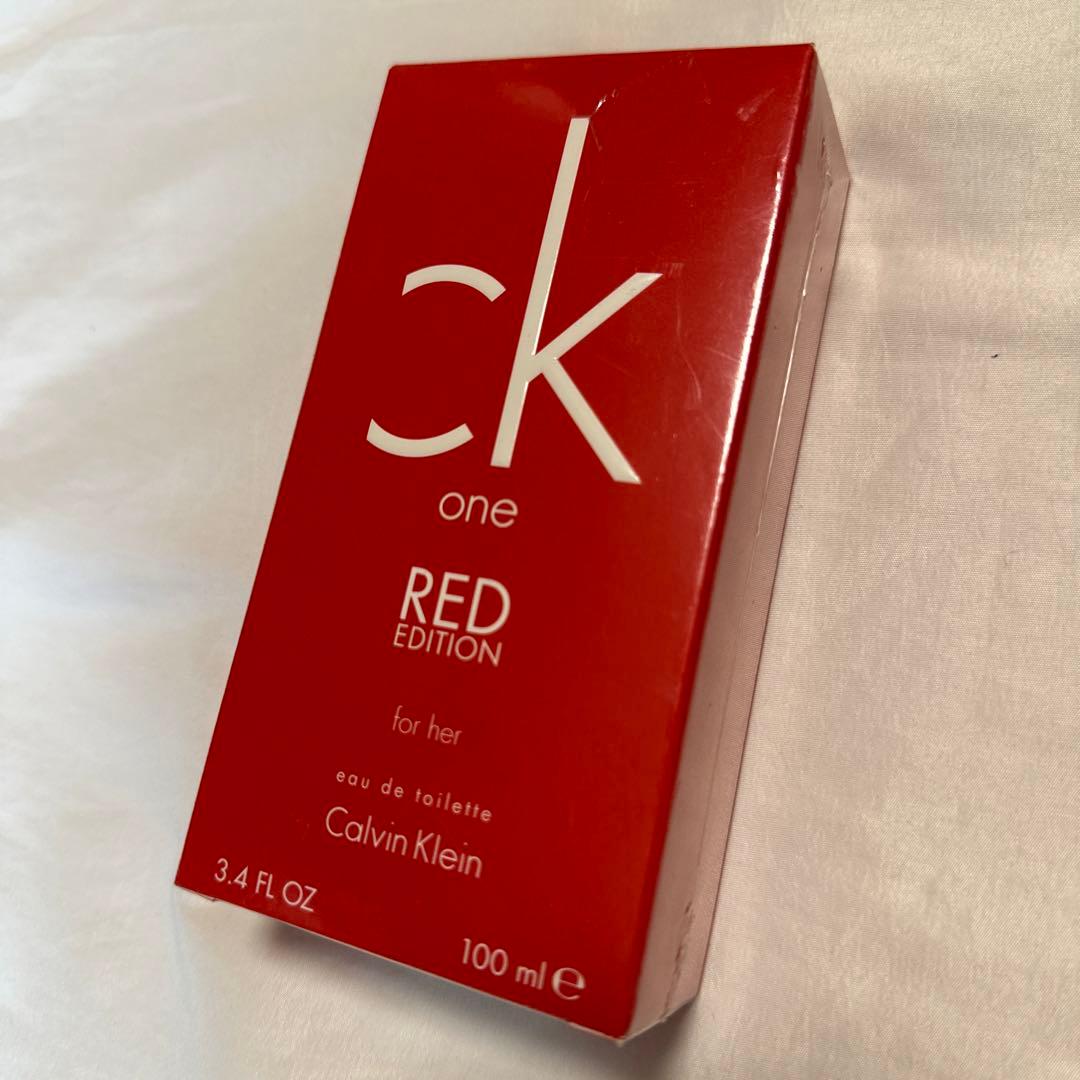 ck
one
RED
EDITION
for her
eau de toilette
Calvin Klein
3.4 FL OZ
100 ml ℮